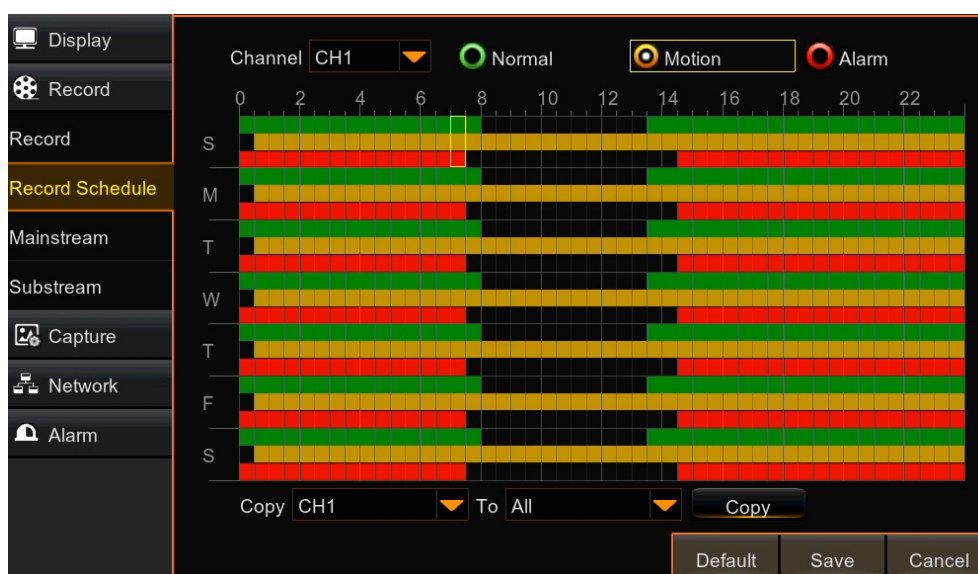 Display
Channel CH1 Normal Motion Alarm
Record
0 2 4 6 8 10 12 14 16 18 20 22
Record
S
Record Schedule
M
Mainstream
T
Substream
W
Capture
T
Network
F
Alarm
S
Copy CH1 To All Copy
Default Save Cancel